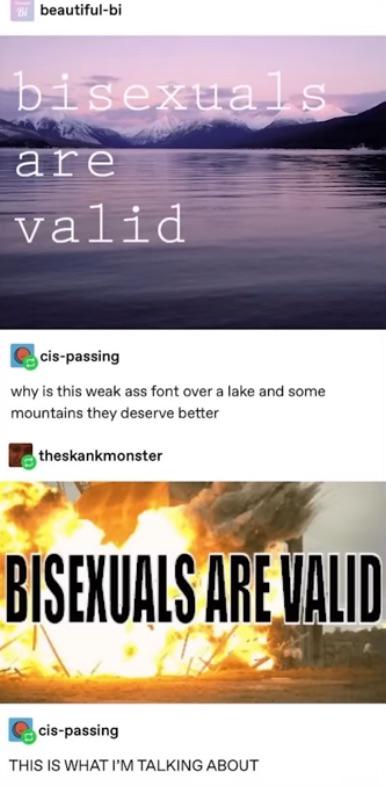 beautiful-bi
bisexuals
are
valid
cis-passing
why is this weak ass font over a lake and some
mountains they deserve better
theskankmonster
BISEXUALS ARE VALID
cis-passing
THIS IS WHAT I'M TALKING ABOUT